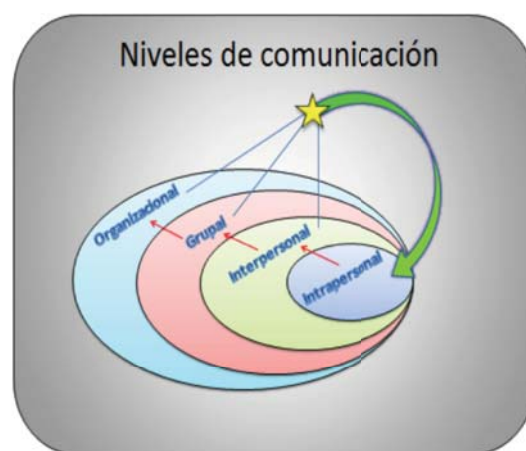 Niveles de comunicación
Organizacional
Grupal
Interpersonal
Intrapersonal